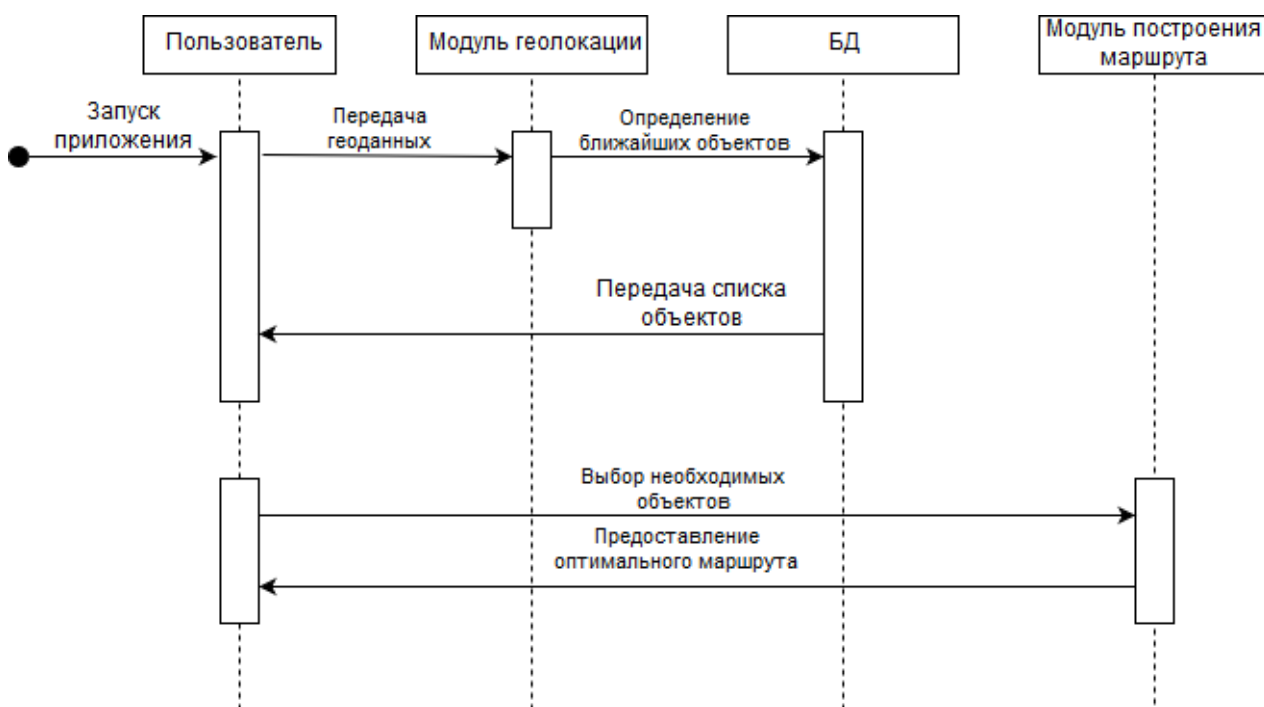 Пользователь
Модуль геолокации
БД
Модуль построения
маршрута
Запуск
приложения
Передача
геоданных
Определение
ближайших объектов
Передача списка
объектов
Выбор необходимых
объектов
Предоставление
оптимального маршрута